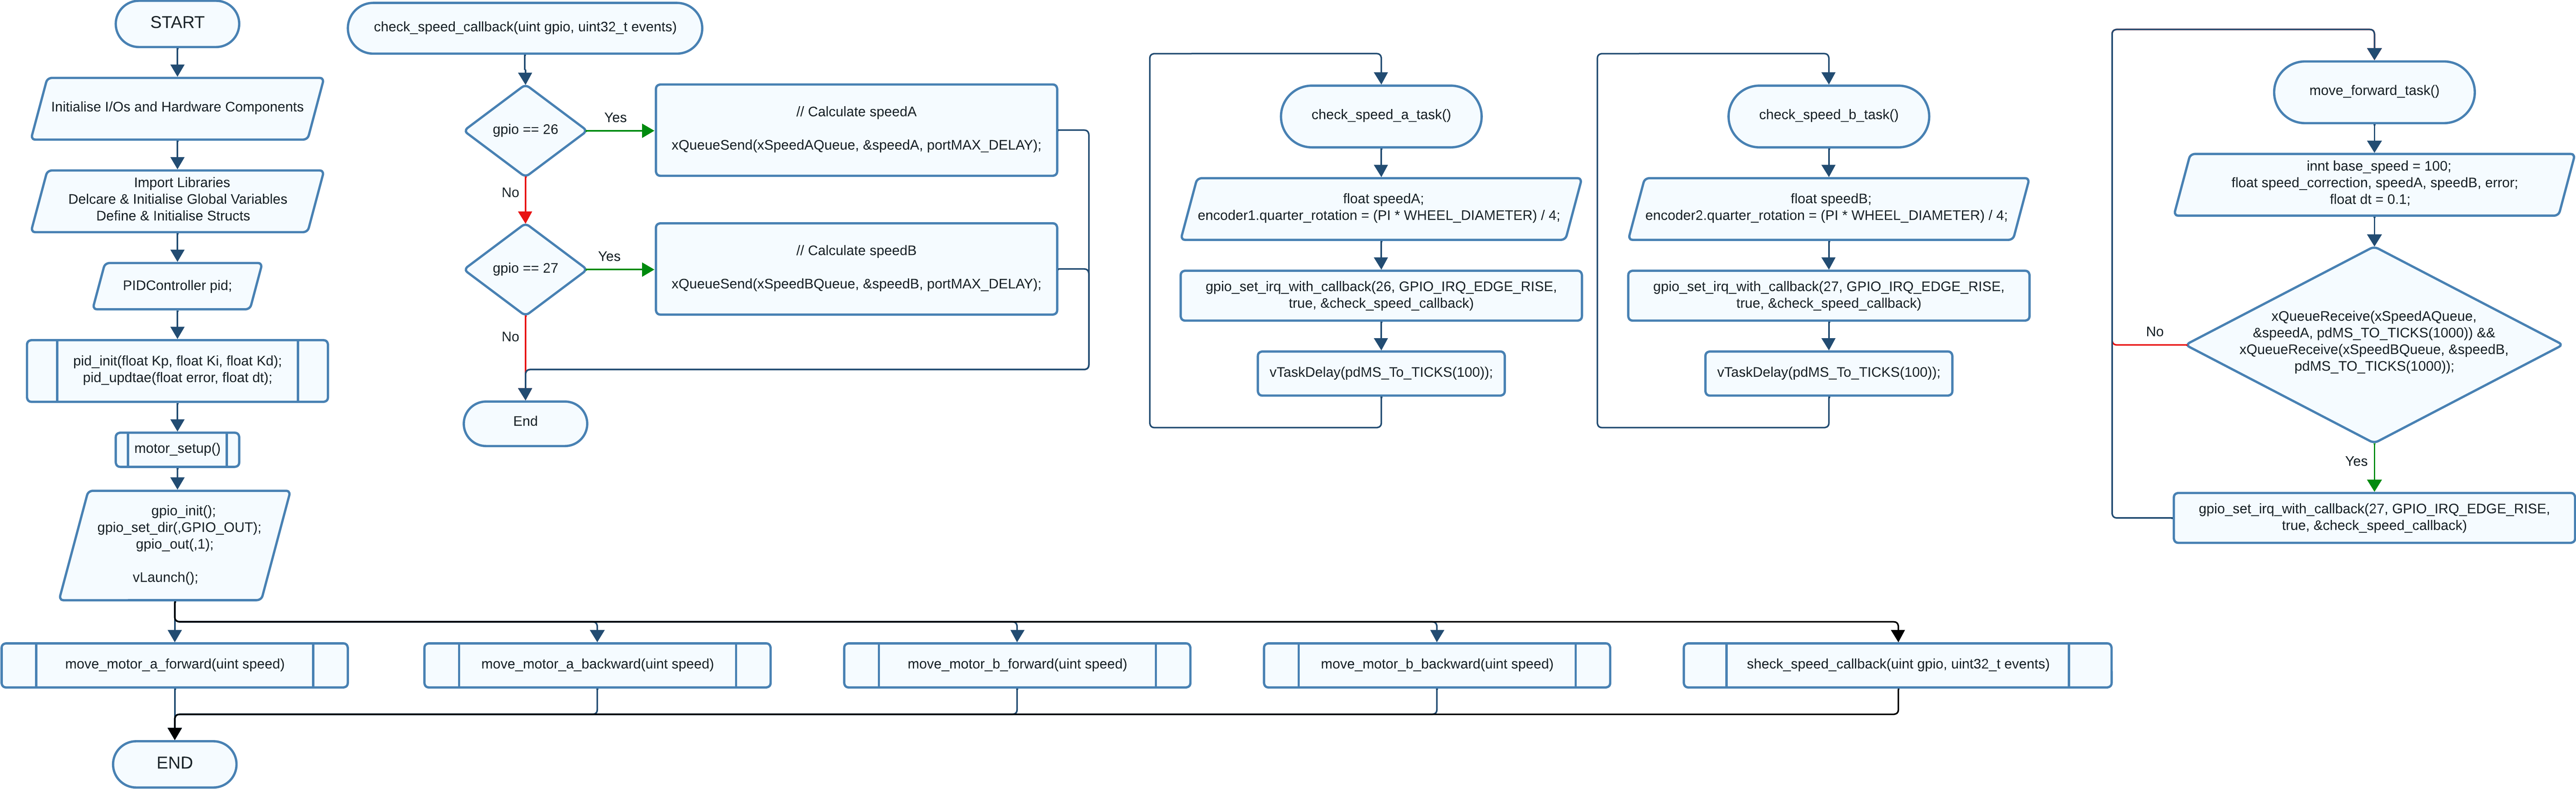 START
Initialise I/Os and Hardware Components
Import Libraries
Delcare & Initialise Global Variables
Define & Initialise Structs
PIDController pid;
pid_init(float Kp, float Ki, float Kd);
pid_updtae(float error, float dt);
motor_setup()
gpio_init();
gpio_set_dir(,GPIO_OUT);
gpio_out(,1);
vLaunch();
check_speed_callback(uint gpio, uint32_t events)
gpio == 26
Yes
// Calculate speedA
xQueueSend(xSpeedAQueue, &speedA, portMAX_DELAY);
No
gpio == 27
Yes
// Calculate speedB
xQueueSend(xSpeedBQueue, &speedB, portMAX_DELAY);
No
End
check_speed_a_task()
float speedA;
encoder1.quarter_rotation = (PI * WHEEL_DIAMETER) / 4;
gpio_set_irq_with_callback(26, GPIO_IRQ_EDGE_RISE,
true, &check_speed_callback)
vTaskDelay(pdMS_To_TICKS(100));
check_speed_b_task()
float speedB;
encoder2.quarter_rotation = (PI * WHEEL_DIAMETER) / 4;
gpio_set_irq_with_callback(27, GPIO_IRQ_EDGE_RISE,
true, &check_speed_callback)
vTaskDelay(pdMS_To_TICKS(100));
move_forward_task()
innt base_speed = 100;
float speed_correction, speedA, speedB, error;
float dt = 0.1;
xQueueReceive(xSpeedAQueue,
&speedA, pdMS_TO_TICKS(1000)) &&
xQueueReceive(xSpeedBQueue, &speedB,
pdMS_TO_TICKS(1000));
No
Yes
gpio_set_irq_with_callback(27, GPIO_IRQ_EDGE_RISE,
true, &check_speed_callback)
move_motor_a_forward(uint speed)
move_motor_a_backward(uint speed)
move_motor_b_forward(uint speed)
move_motor_b_backward(uint speed)
sheck_speed_callback(uint gpio, uint32_t events)
END